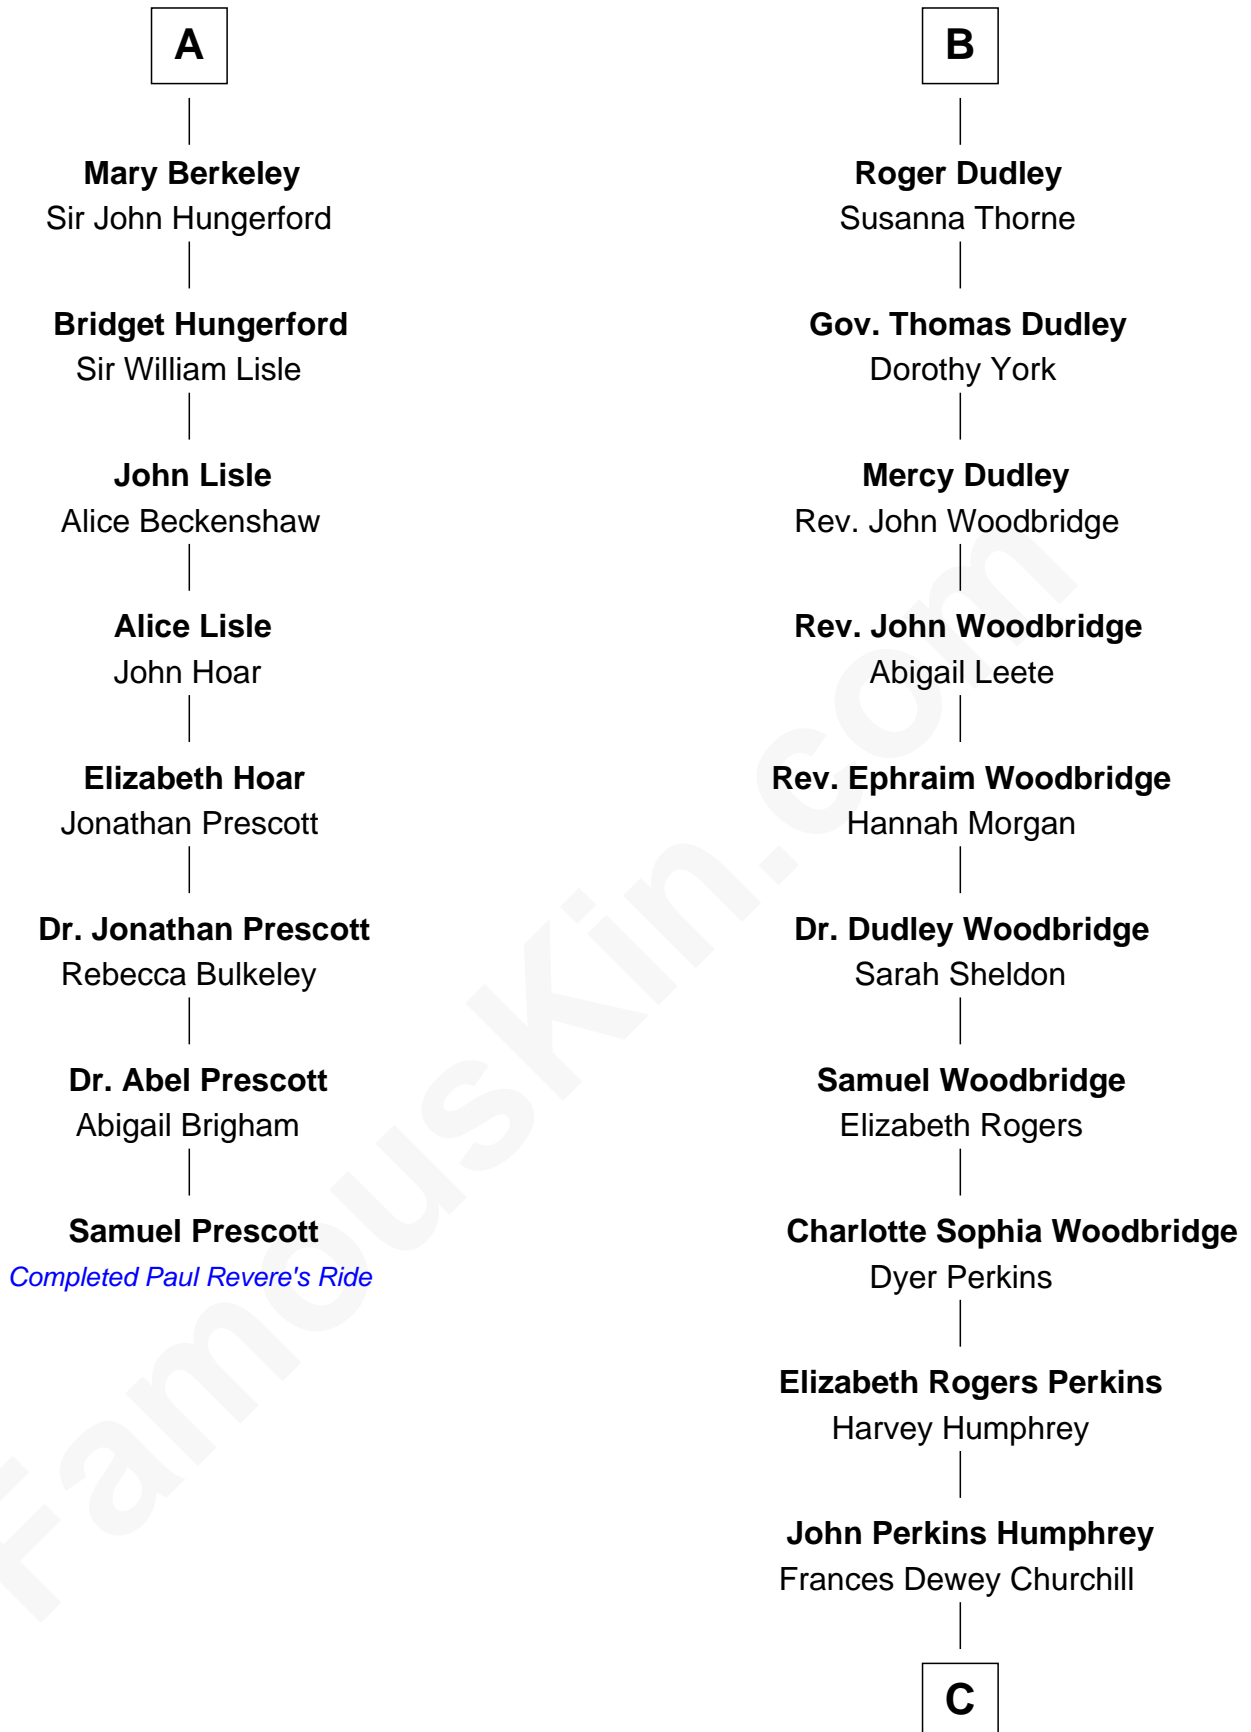 A
Mary Berkeley
Sir John Hungerford
Bridget Hungerford
Sir William Lisle
John Lisle
Alice Beckenshaw
Alice Lisle
John Hoar
Elizabeth Hoar
Jonathan Prescott
Dr. Jonathan Prescott
Rebecca Bulkeley
Dr. Abel Prescott
Abigail Brigham
Samuel Prescott
Completed Paul Revere's Ride
B
Roger Dudley
Susanna Thorne
Gov. Thomas Dudley
Dorothy York
Mercy Dudley
Rev. John Woodbridge
Rev. John Woodbridge
Abigail Leete
Rev. Ephraim Woodbridge
Hannah Morgan
Dr. Dudley Woodbridge
Sarah Sheldon
Samuel Woodbridge
Elizabeth Rogers
Charlotte Sophia Woodbridge
Dyer Perkins
Elizabeth Rogers Perkins
Harvey Humphrey
John Perkins Humphrey
Frances Dewey Churchill
C
FamousKin.com